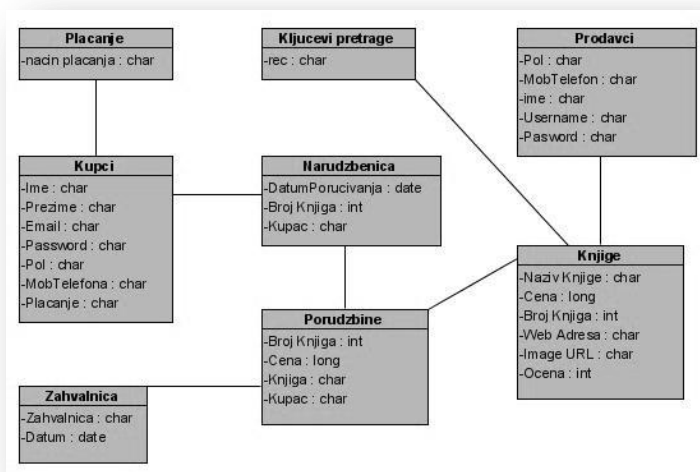 Placanje
-nacin placanja : char
Kljucevi pretrage
-rec : char
Prodavci
-Pol : char
-MobTelefon : char
-ime : char
-Username : char
-Pasword : char
Kupci
-Ime : char
-Prezime : char
-Email : char
-Password : char
-Pol : char
-MobTelefona : char
-Placanje : char
Narudzbenica
-DatumPorucivanja : date
-Broj Knjiga : int
-Kupac : char
Knjige
-Naziv Knjige : char
-Cena : long
-Broj Knjiga : int
-Web Adresa : char
-Image URL : char
-Ocena : int
Porudzbine
-Broj Knjiga : int
-Cena : long
-Knjiga : char
-Kupac : char
Zahvalnica
-Zahvalnica : char
-Datum : date